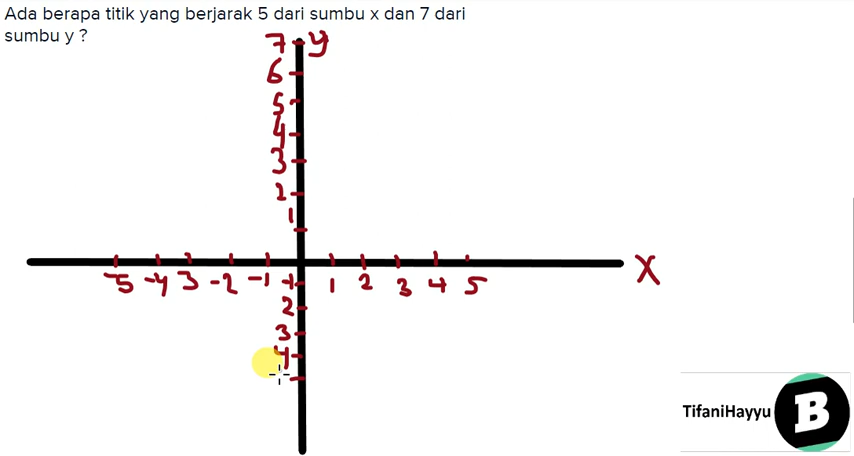 Ada berapa titik yang berjarak 5 dari sumbu x dan 7 dari
sumbu y ?
7 y
6
5
4
3
2
1
-5 -4 -3 -2 -1 -1 1 2 3 4 5 X
2
3
4
TifaniHayyu B